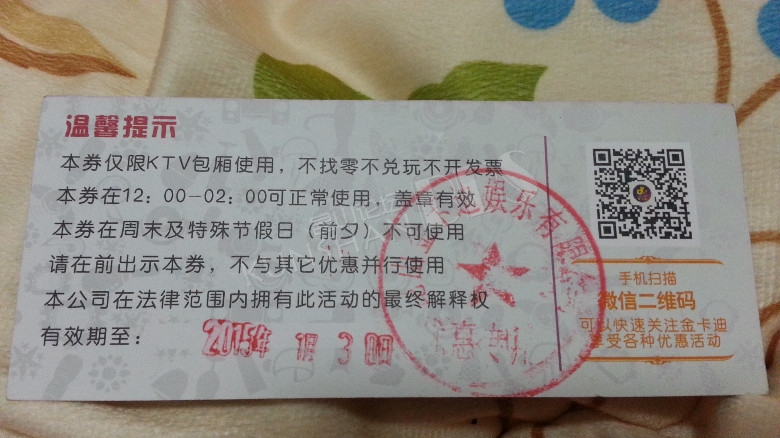 温馨提示
本券仅限KTV包厢使用，不找零不兑玩不开发票
本券在12：00-02：00可正常使用，盖章有效
本券在周末及特殊节假日（前夕）不可使用
请在前出示本券，不与其它优惠并行使用
本公司在法律范围内拥有此活动的最终解释权
有效期至：2015年 1月 30日
迪娱乐有限
手机扫描
微信二维码
可以快速关注金卡迪
享受各种优惠活动